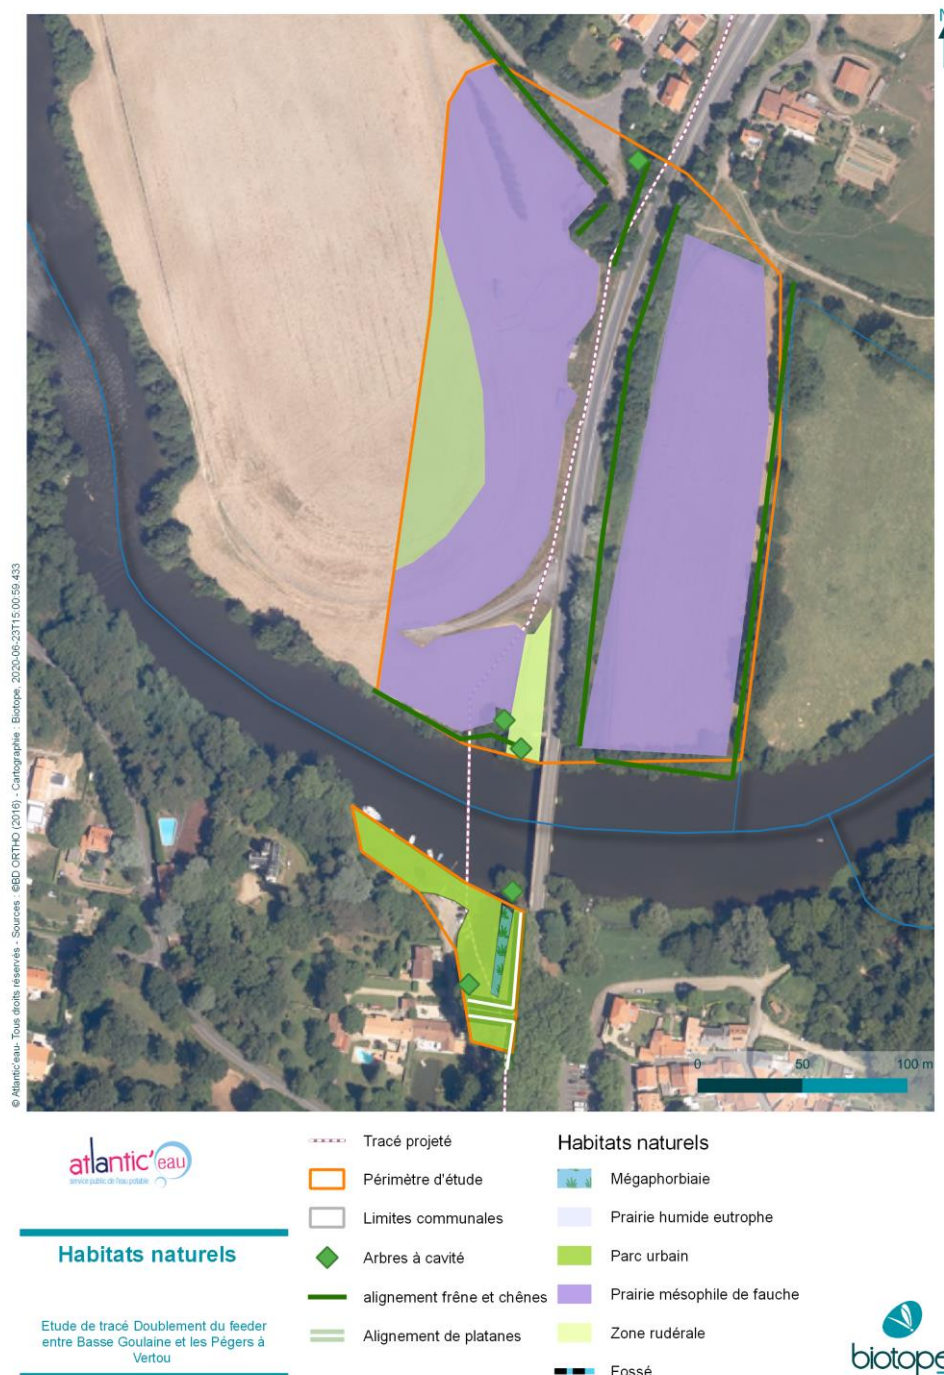 N
© Atlantic'eau- Tous droits réservés - Sources : ©BD ORTHO (2016) - Cartographie : Biotope, 2020-06-23T15:00:59.433
0 50 100 m
atlantic'eau
service public de l'eau potable
Habitats naturels
Etude de tracé Doublement du feeder
entre Basse Goulaine et les Pégers à
Vertou
Tracé projeté
Périmètre d'étude
Limites communales
Arbres à cavité
alignement frêne et chênes
Alignement de platanes
Habitats naturels
Mégaphorbiaie
Prairie humide eutrophe
Parc urbain
Prairie mésophile de fauche
Zone rudérale
Fossé
biotope